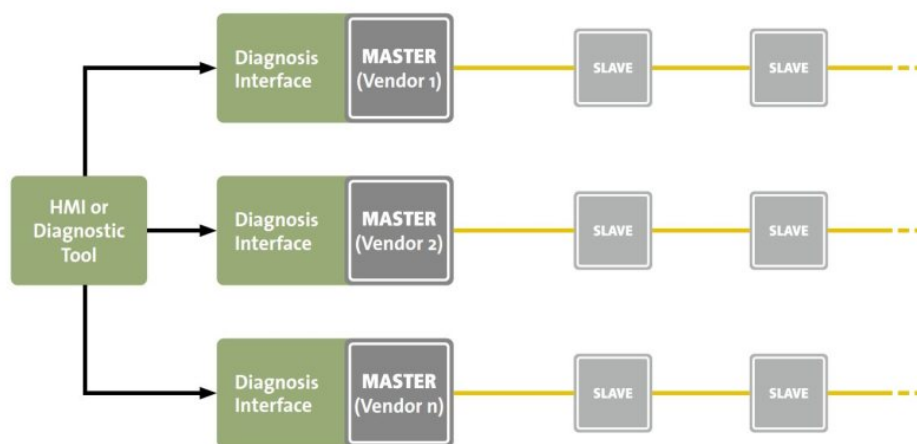 Diagnosis
Interface
MASTER
(Vendor 1)
SLAVE
SLAVE
HMI or
Diagnostic
Tool
Diagnosis
Interface
MASTER
(Vendor 2)
SLAVE
SLAVE
Diagnosis
Interface
MASTER
(Vendor n)
SLAVE
SLAVE